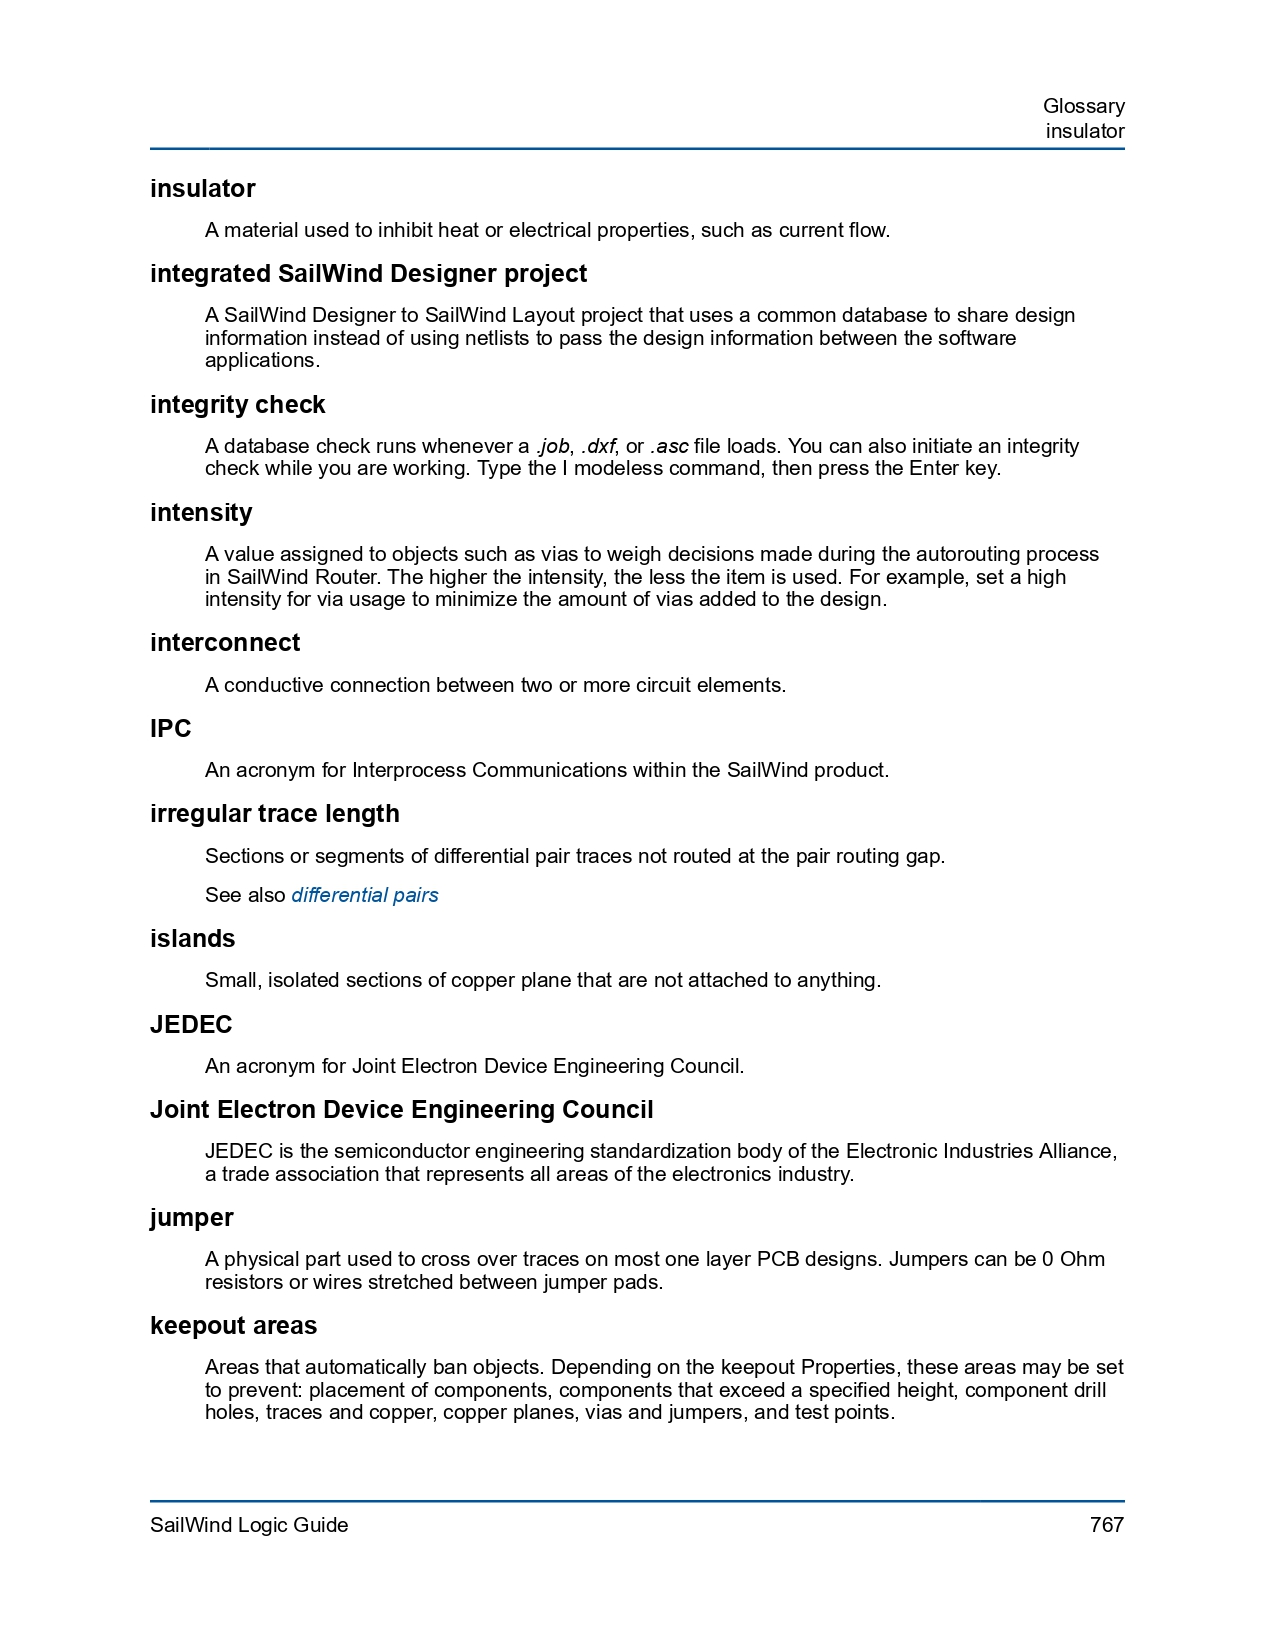 Glossary
insulator
insulator
A material used to inhibit heat or electrical properties, such as current flow.
integrated SailWind Designer project
A SailWind Designer to SailWind Layout project that uses a common database to share design
information instead of using netlists to pass the design information between the software
applications.
integrity check
A database check runs whenever a .job, .dxf, or .asc file loads. You can also initiate an integrity
check while you are working. Type the I modeless command, then press the Enter key.
intensity
A value assigned to objects such as vias to weigh decisions made during the autorouting process
in SailWind Router. The higher the intensity, the less the item is used. For example, set a high
intensity for via usage to minimize the amount of vias added to the design.
interconnect
A conductive connection between two or more circuit elements.
IPC
An acronym for Interprocess Communications within the SailWind product.
irregular trace length
Sections or segments of differential pair traces not routed at the pair routing gap.
See also differential pairs
islands
Small, isolated sections of copper plane that are not attached to anything.
JEDEC
An acronym for Joint Electron Device Engineering Council.
Joint Electron Device Engineering Council
JEDEC is the semiconductor engineering standardization body of the Electronic Industries Alliance,
a trade association that represents all areas of the electronics industry.
jumper
A physical part used to cross over traces on most one layer PCB designs. Jumpers can be 0 Ohm
resistors or wires stretched between jumper pads.
keepout areas
Areas that automatically ban objects. Depending on the keepout Properties, these areas may be set
to prevent: placement of components, components that exceed a specified height, component drill
holes, traces and copper, copper planes, vias and jumpers, and test points.
SailWind Logic Guide
767